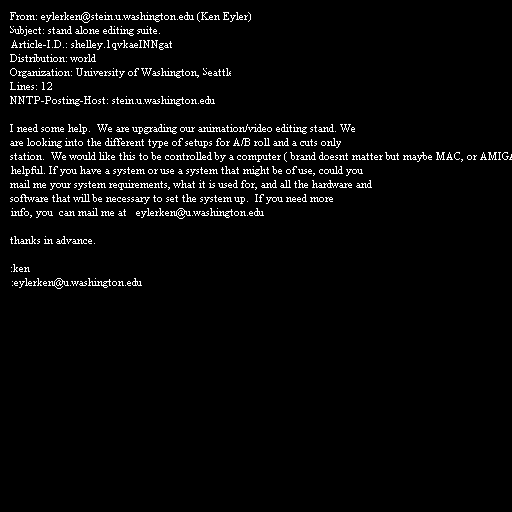 From: eylerken@stein.u.washington.edu (Ken Eyler)
Subject: stand alone editing suite.
Article-I.D.: shelley.1qvkaeINNgat
Distribution: world
Organization: University of Washington, Seattle
Lines: 12
NNTP-Posting-Host: stein.u.washington.edu

I need some help.  We are upgrading our animation/video editing stand. We
are looking into the different type of setups for A/B roll and a cuts only
station.  We would like this to be controlled by a computer ( brand doesnt matter but maybe MAC, or AMIGA
helpful. If you have a system or use a system that might be of use, could you
mail me your system requirements, what it is used for, and all the hardware and
software that will be necessary to set the system up.  If you need more
info, you  can mail me at   eylerken@u.washington.edu

thanks in advance.

:ken
:eylerken@u.washington.edu